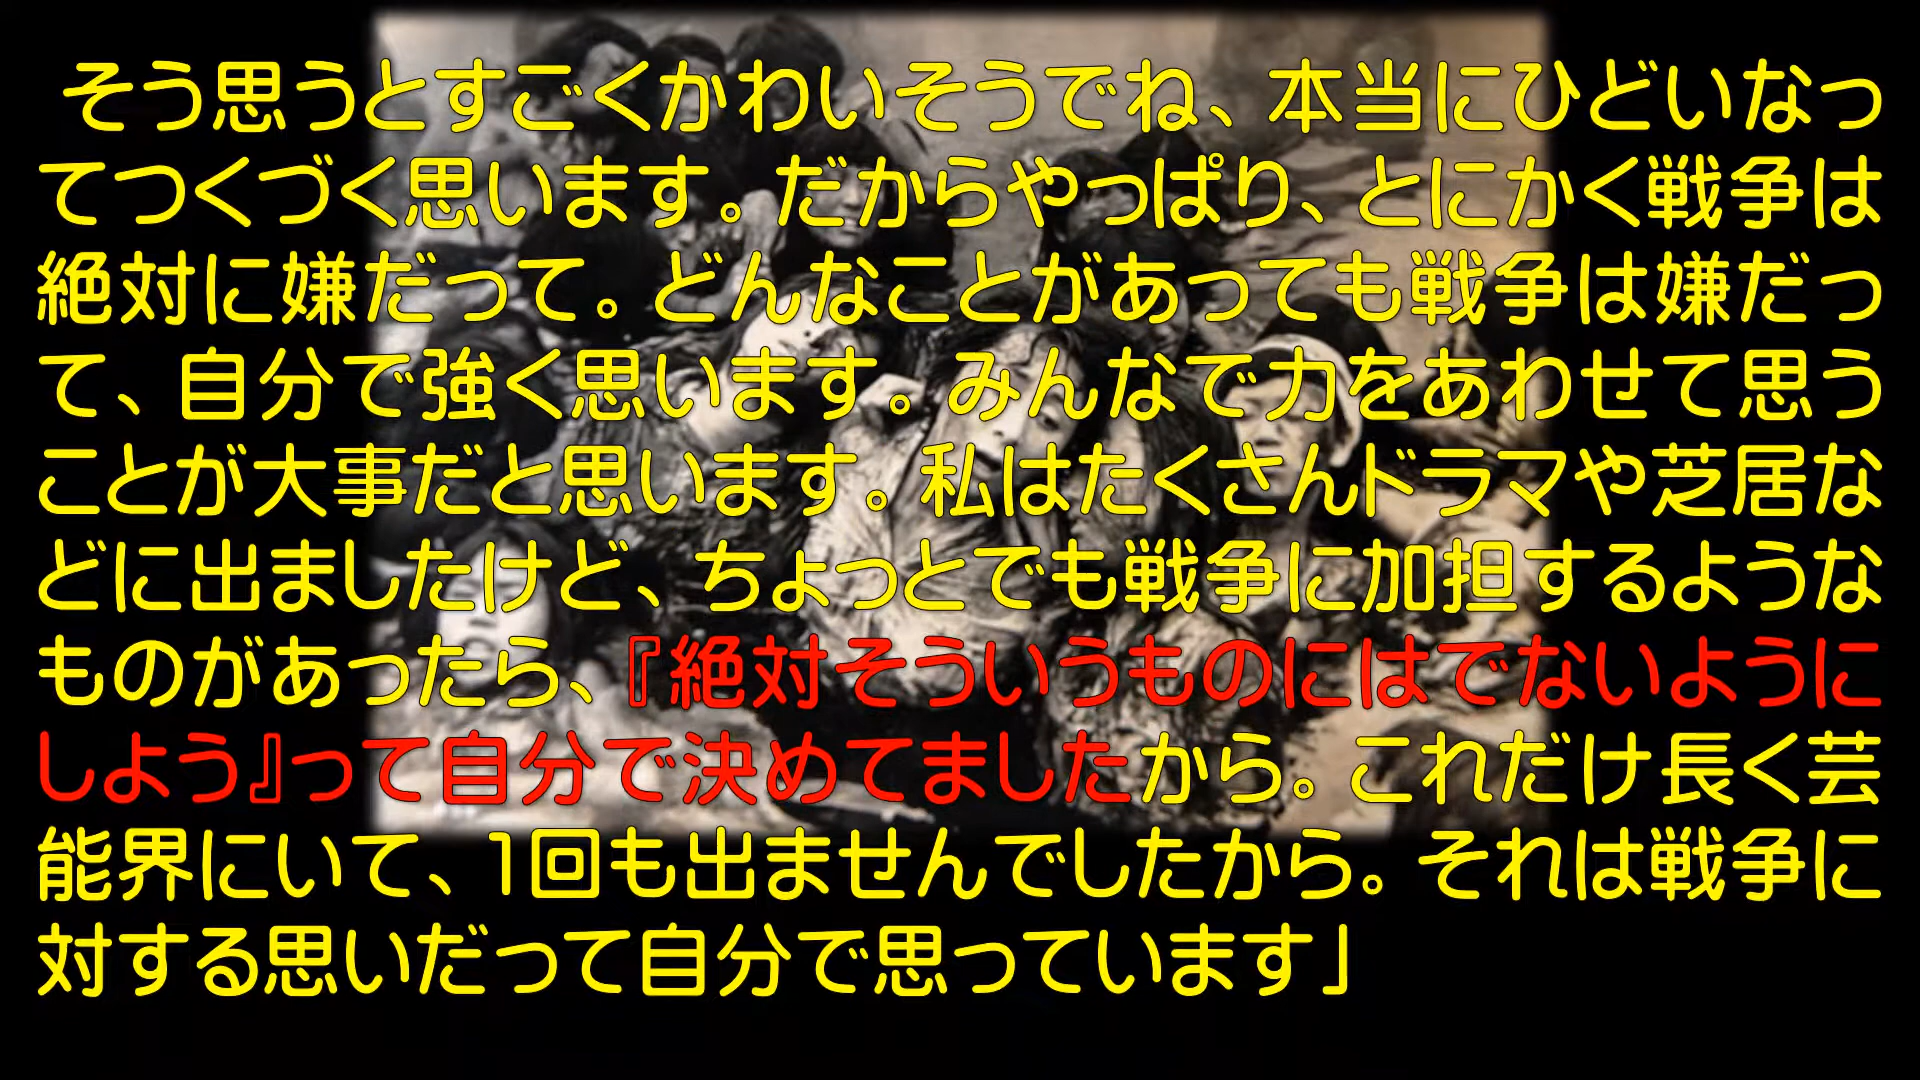 そう思うとすごくかわいそうでね、本当にひどいなっ
てつくづく思います。だからやっぱり、とにかく戦争は
絶対に嫌だって。どんなことがあっても戦争は嫌だっ
て、自分で強く思います。みんなで力をあわせて思う
ことが大事だと思います。私はたくさんドラマや芝居な
どに出ましたけど、ちょっとでも戦争に加担するような
ものがあったら、『絶対そういうものにはでないように
しよう』って自分で決めてましたから。これだけ長く芸
能界にいて、1回も出ませんでしたから。それは戦争に
対する思いだって自分で思っています」